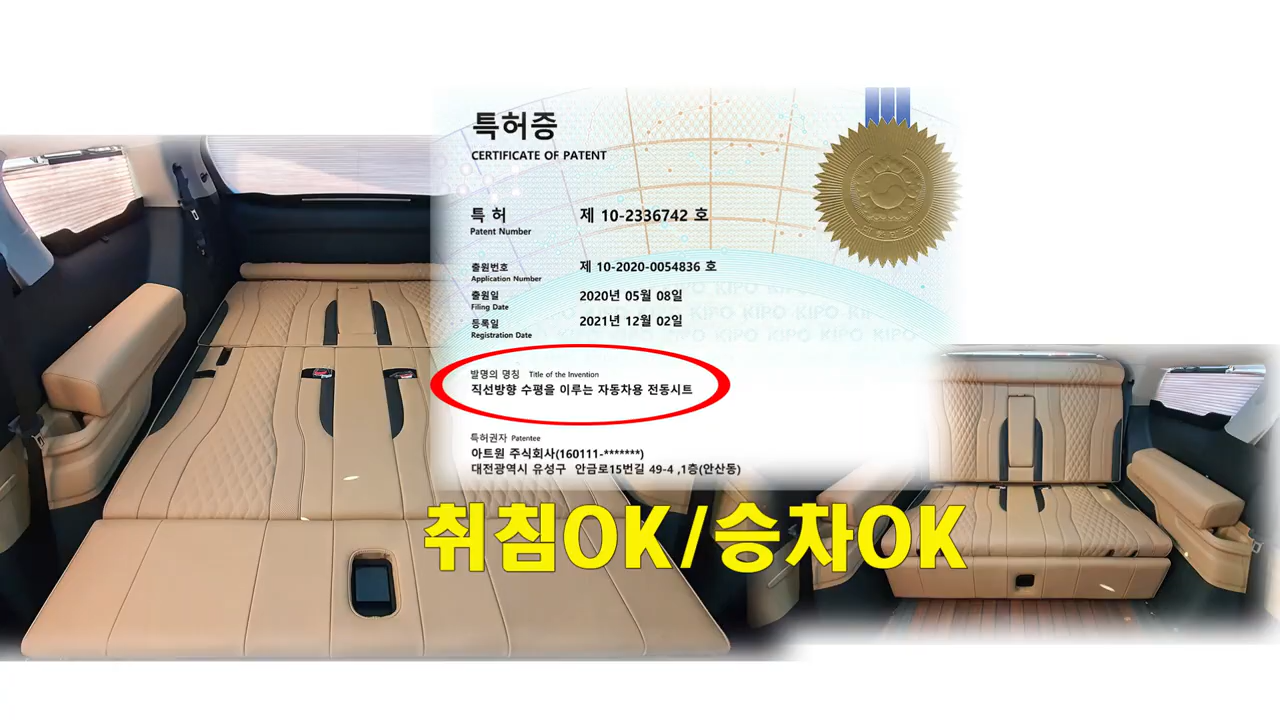 특허증
CERTIFICATE OF PATENT
특 허 제 10-2336742 호
Patent Number
출원번호 제 10-2020-0054836 호
Application Number
출원일 2020년 05월 08일
Filing Date
등록일 2021년 12월 02일
Registration Date
KIPO KIPO KIPO KIPO
발명의 명칭 Title of the Invention
직선방향 수평을 이루는 자동차용 전동시트
특허권자 Patentee
아트원 주식회사(160111-*******)
대전광역시 유성구 안금로15번길 49-4 ,1층(안산동)
취침OK/승차OK